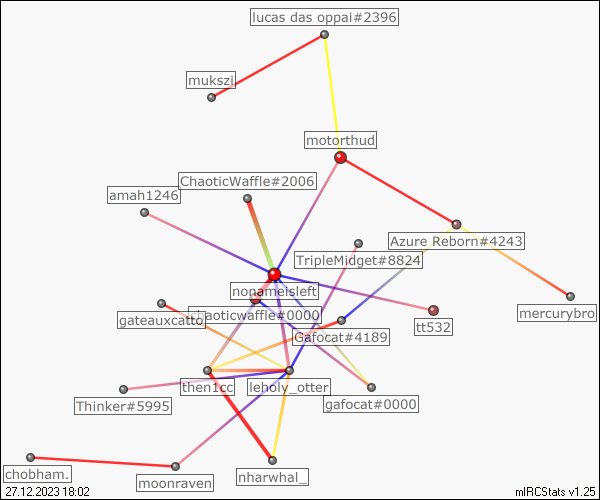 lucas das oppai#2396
mukszi
motorthud
ChaoticWaffle#2006
amah1246
Azure Reborn#4243
TripleMidget#8824
nonameisleft
mercurybro
chaoticwaffle#0000
gateauxcatto
tt532
Gafocat#4189
then1cc
leholy_otter
Thinker#5995
gafocat#0000
chobham.
nharwhal_
moonraven
27.12.2023 18:02
mIRCStats v1.25